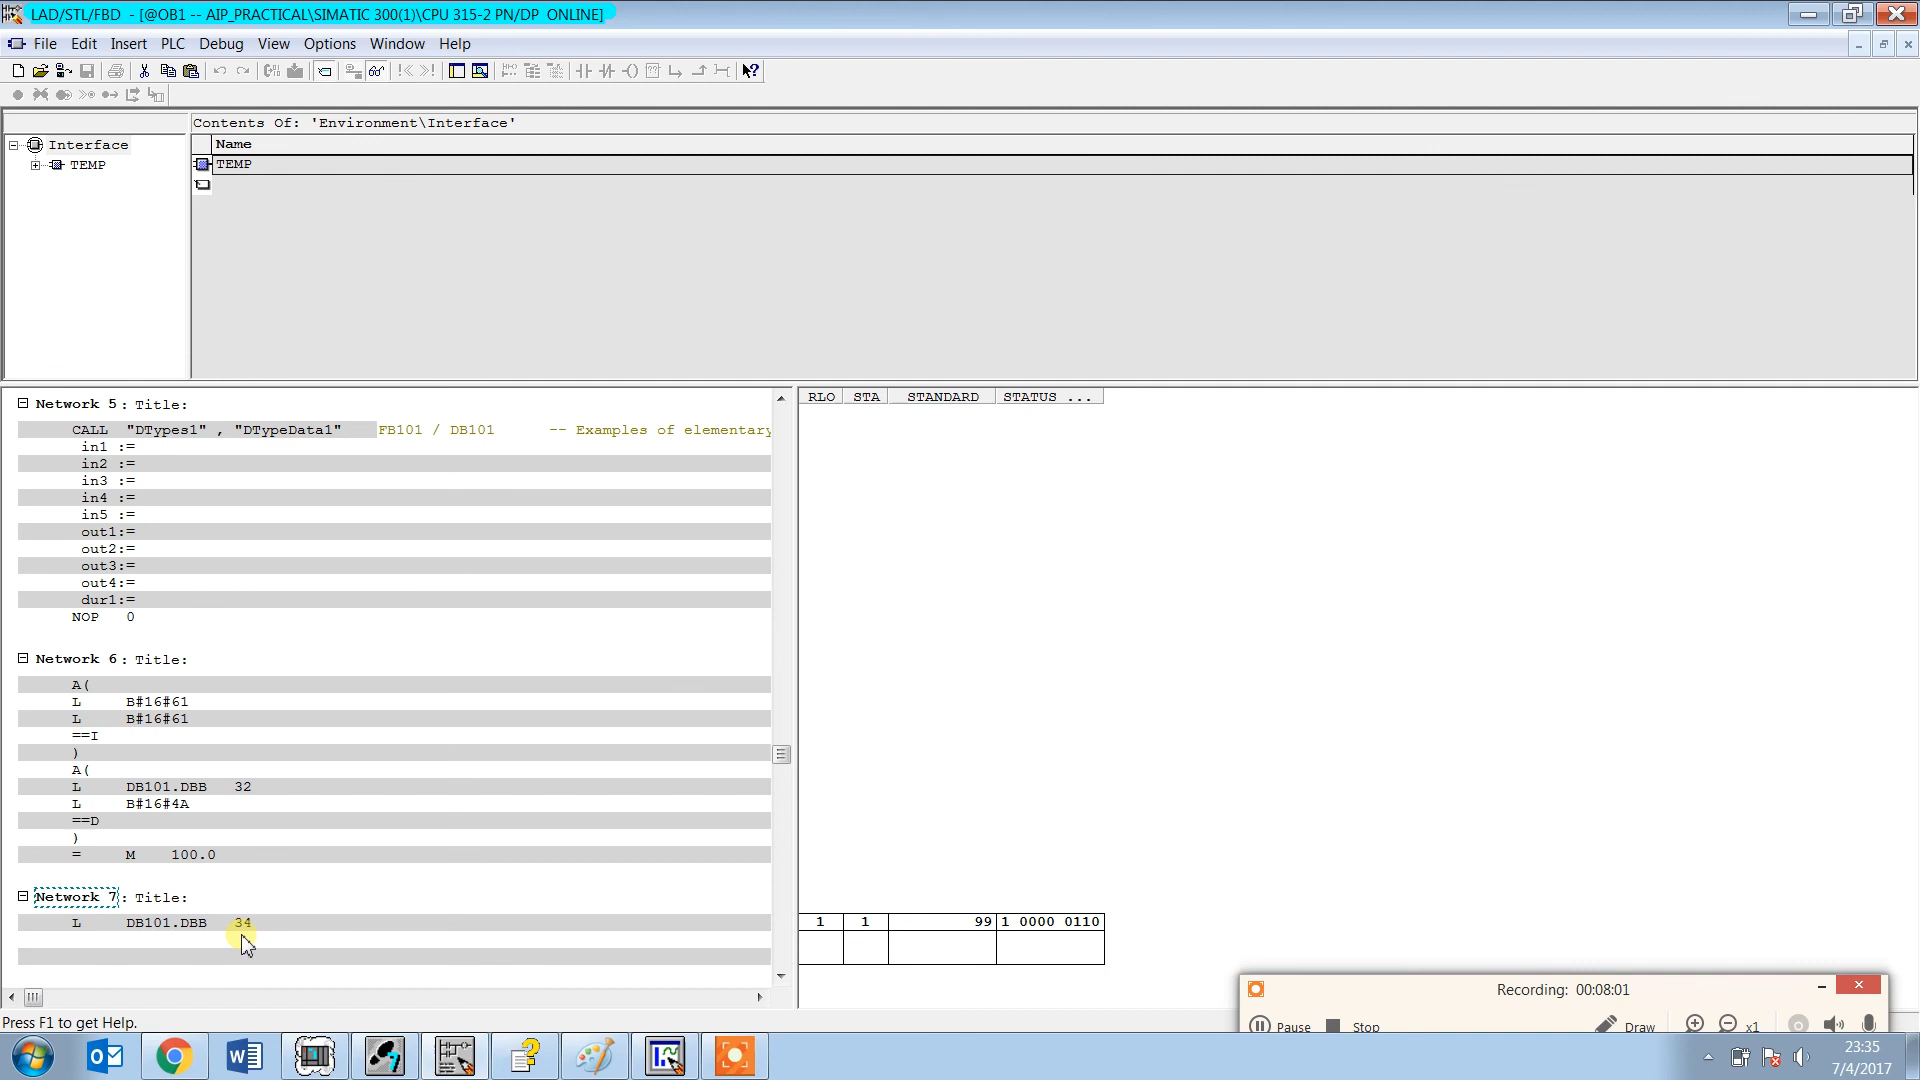 LAD/STL/FBD - [@OB1 -- AIP_PRACTICAL\SIMATIC 300(1)\CPU 315-2 PN/DP ONLINE]
File Edit Insert PLC Debug View Options Window Help
Contents Of: 'Environment\Interface'
Interface
Name
TEMP
TEMP
RLO STA STANDARD STATUS ...
Network 5: Title:
CALL "DTypes1" , "DTypeData1" FB101 / DB101 -- Examples of elementary
in1 :=
in2 :=
in3 :=
in4 :=
in5 :=
out1:=
out2:=
out3:=
out4:=
dur1:=
NOP 0
Network 6: Title:
A(
L B#16#61
L B#16#61
==I
)
A(
L DB101.DBB 32
L B#16#4A
==D
)
= M 100.0
Network 7: Title:
L DB101.DBB 34
1 1 99 1 0000 0110
Recording: 00:08:01
Pause Stop Draw x1
Press F1 to get Help.
23:35
7/4/2017